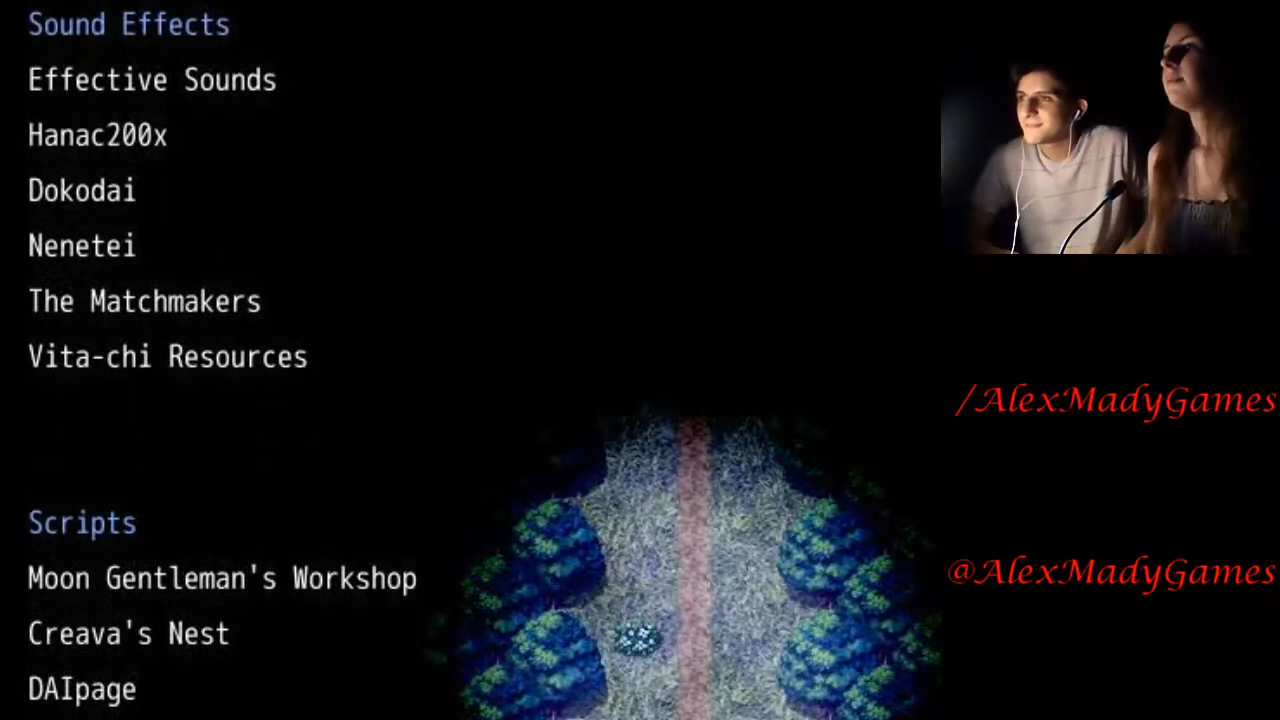 Sound Effects
Effective Sounds
Hanac200x
Dokodai
Nenetei
The Matchmakers
Vita-chi Resources
/AlexMadyGames
Scripts
@AlexMadyGames
Moon Gentleman's Workshop
Creava's Nest
DAIpage